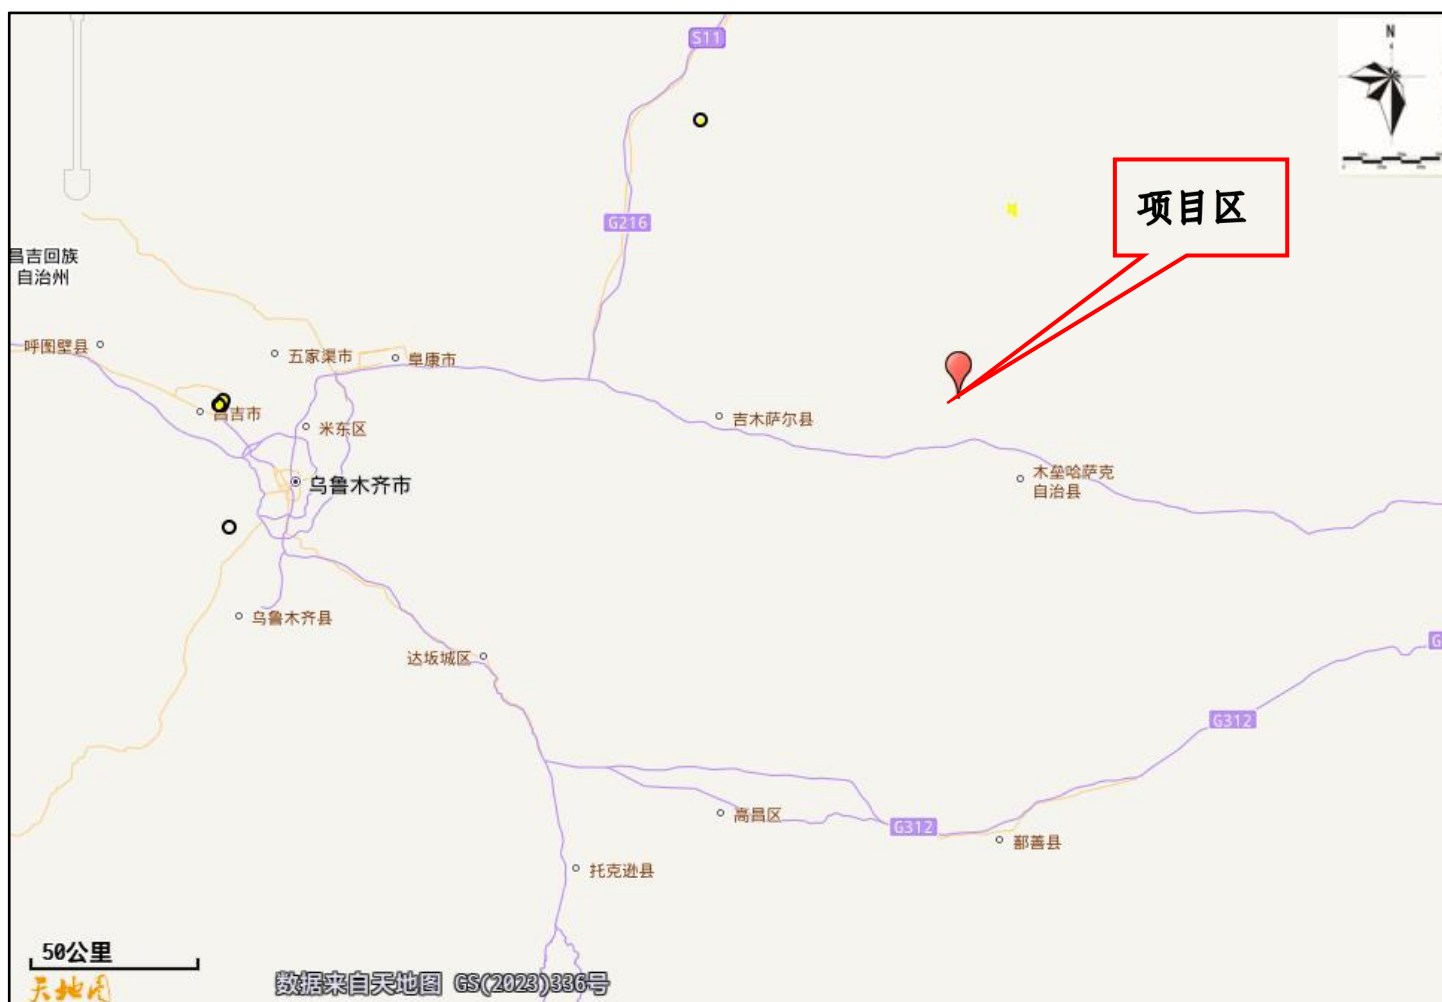 S11
N
项目区
G216
昌吉回族
自治州
呼图壁县
五家渠市
阜康市
昌吉市
米东区
吉木萨尔县
木垒哈萨克
自治县
乌鲁木齐市
乌鲁木齐县
达坂城区
G
G312
高昌区
G312
鄯善县
托克逊县
50公里
天地图
数据来自天地图 GS(2023)336号